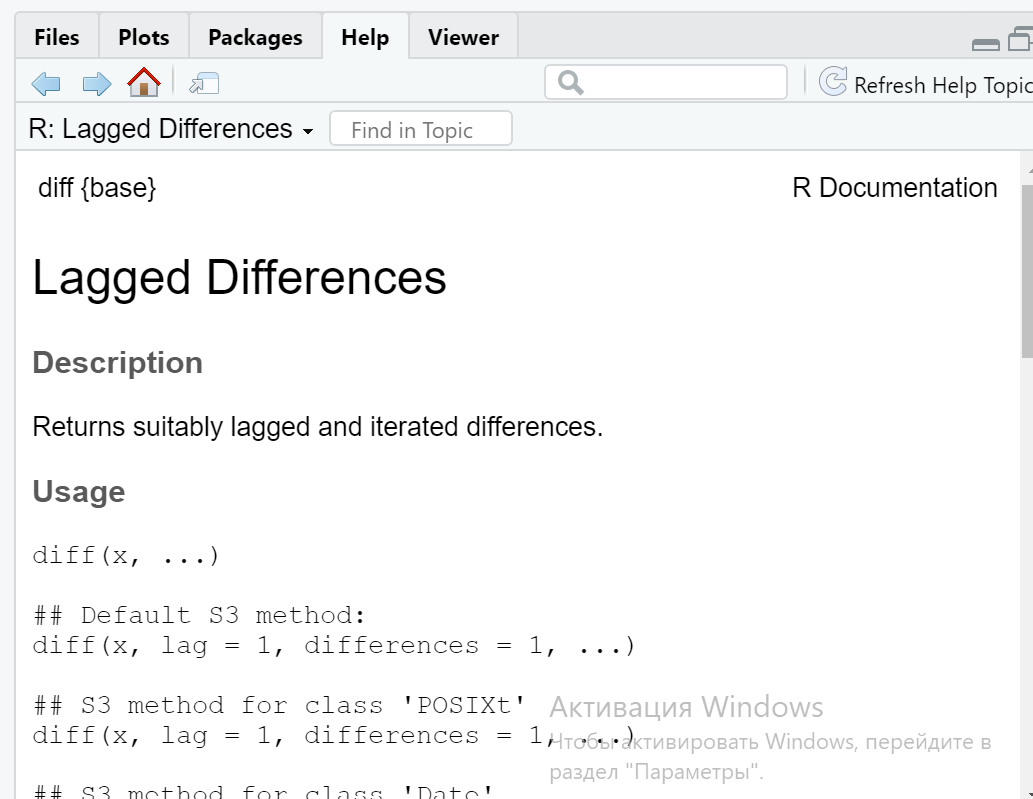 Files Plots Packages Help Viewer
Refresh Help Topic
R: Lagged Differences Find in Topic
diff {base} R Documentation
Lagged Differences
Description
Returns suitably lagged and iterated differences.
Usage
diff(x, ...)
## Default S3 method:
diff(x, lag = 1, differences = 1, ...)
## S3 method for class 'POSIXt'
diff(x, lag = 1, differences = 1, ...)
## S3 method for class 'Date'
Активация Windows
Чтобы активировать Windows, перейдите в
раздел "Параметры".